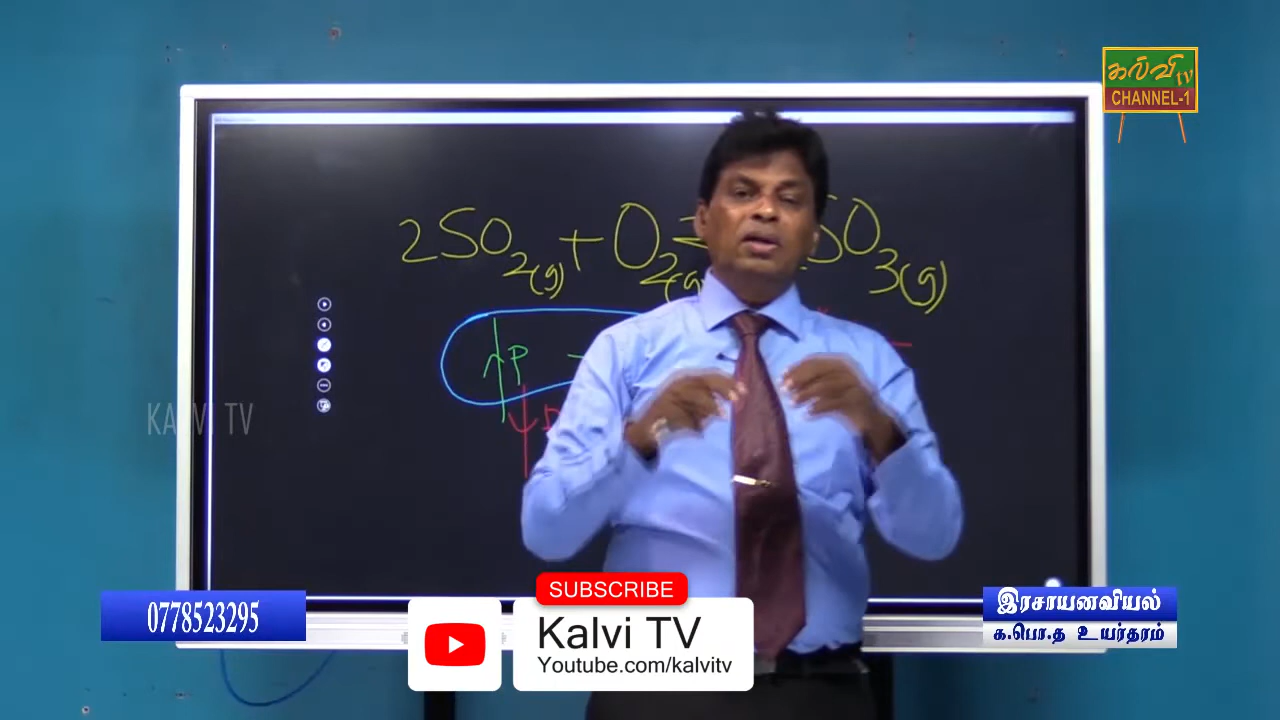 கல்வி TV
CHANNEL-1
2SO2(g) + O2(g ⇌ SO3(g)
P
KALVI TV
SUBSCRIBE
Kalvi TV
Youtube.com/kalvitv
0778523295
இரசாயனவியல்
க.பொ.த உயர்தரம்